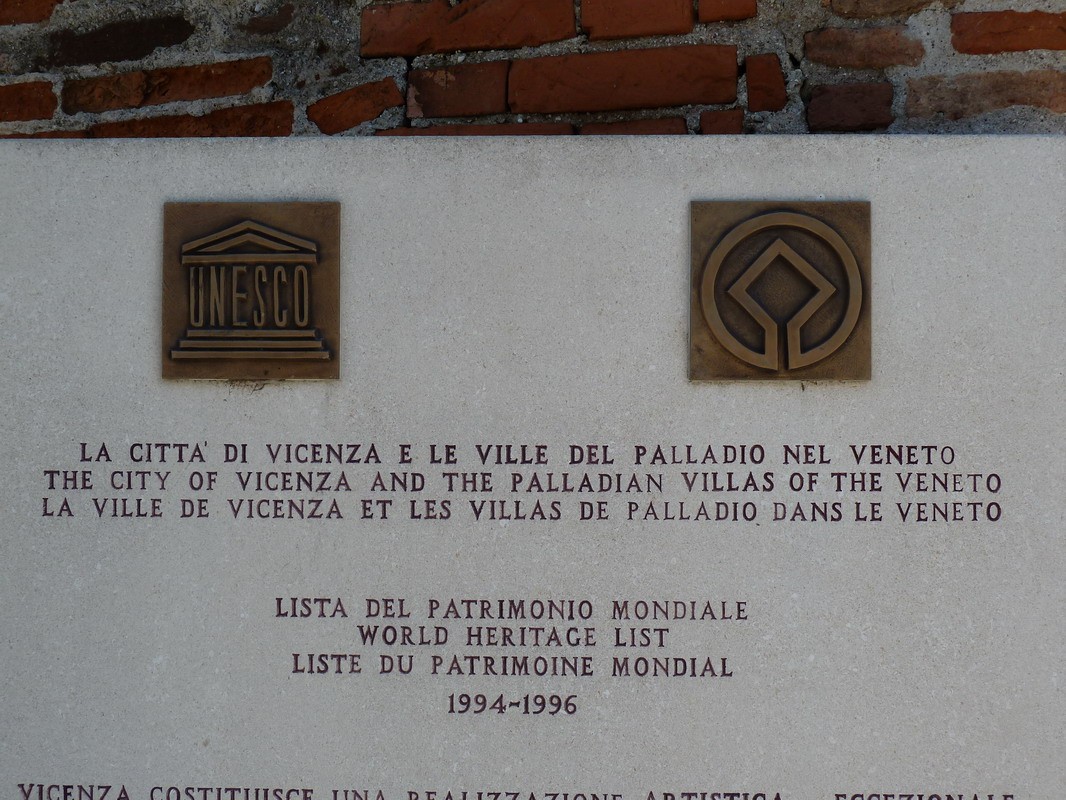 UNESCO
LA CITTA' DI VICENZA E LE VILLE DEL PALLADIO NEL VENETO
THE CITY OF VICENZA AND THE PALLADIAN VILLAS OF THE VENETO
LA VILLE DE VICENZA ET LES VILLAS DE PALLADIO DANS LE VENETO
LISTA DEL PATRIMONIO MONDIALE
WORLD HERITAGE LIST
LISTE DU PATRIMOINE MONDIAL
1994-1996
VICENZA COSTITUISCE UNA REALIZZAZIONE ARTISTICA ECCEZIONALE